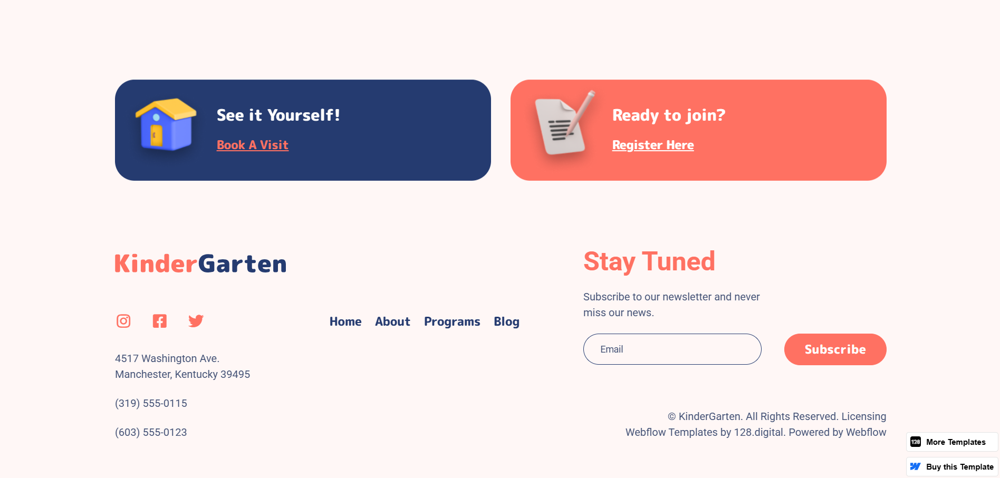 See it Yourself!
Book A Visit
Ready to join?
Register Here
KinderGarten
Home About Programs Blog
4517 Washington Ave.
Manchester, Kentucky 39495
(319) 555-0115
(603) 555-0123
Stay Tuned
Subscribe to our newsletter and never
miss our news.
Email
Subscribe
© KinderGarten. All Rights Reserved. Licensing
Webflow Templates by 128.digital. Powered by Webflow
128 More Templates
Buy this Template